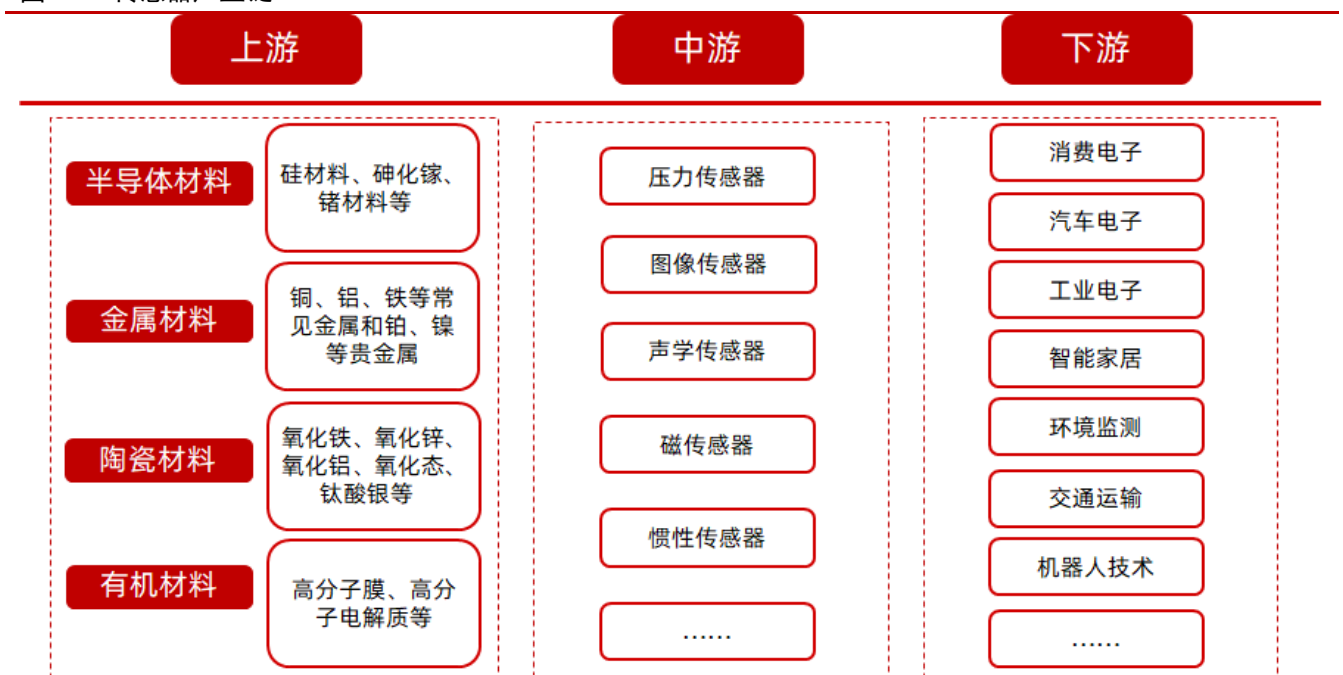 上游
中游
下游
半导体材料
硅材料、砷化镓、
锗材料等
金属材料
铜、铝、铁等常
见金属和铂、镍
等贵金属
陶瓷材料
氧化铁、氧化锌、
氧化铝、氧化态、
钛酸银等
有机材料
高分子膜、高分
子电解质等
压力传感器
图像传感器
声学传感器
磁传感器
惯性传感器
……
消费电子
汽车电子
工业电子
智能家居
环境监测
交通运输
机器人技术
……